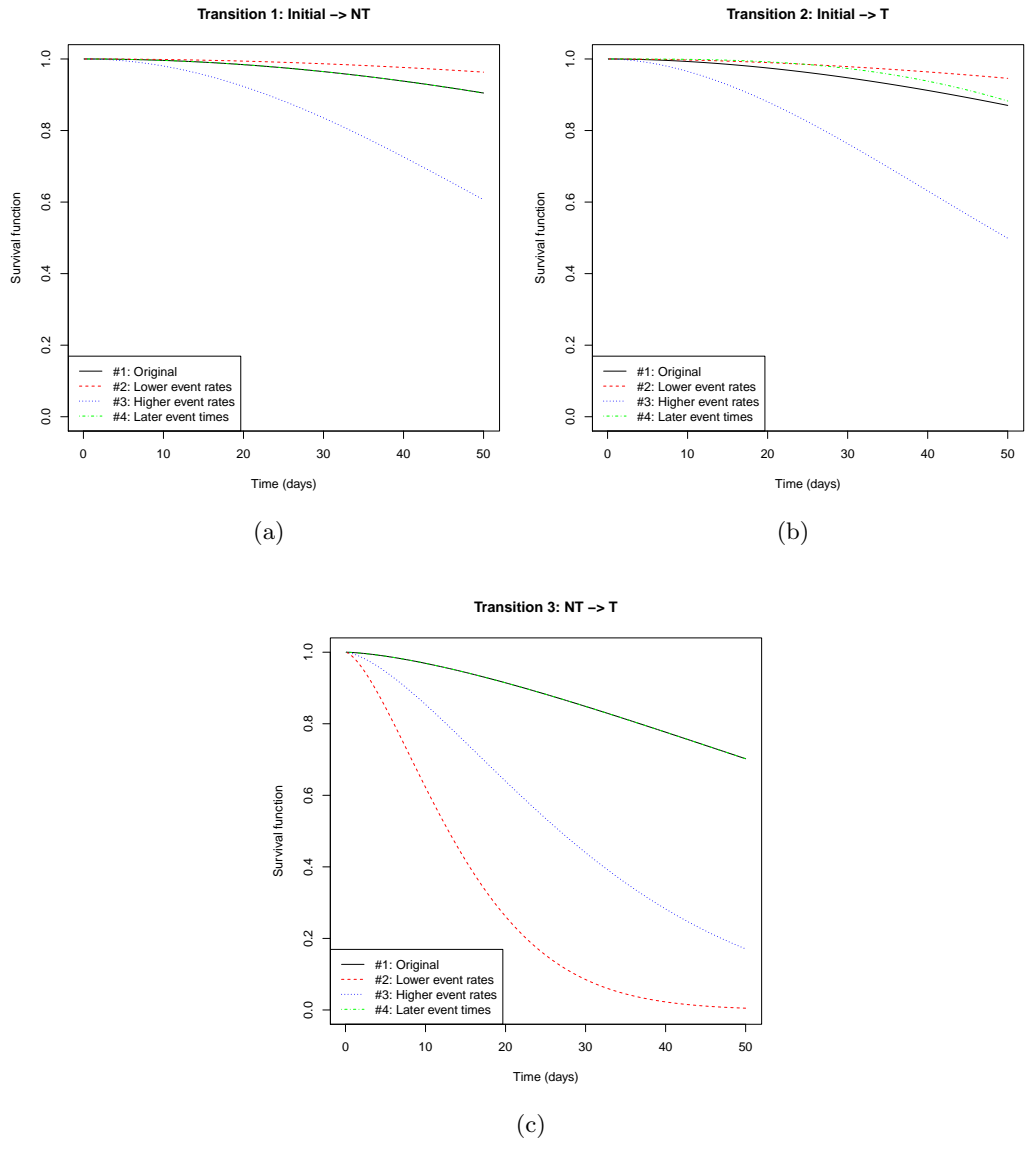 Transition 1: Initial −> NT
Survival function
1.0
0.8
0.6
0.4
0.2
0.0
#1: Original
#2: Lower event rates
#3: Higher event rates
#4: Later event times
0 10 20 30 40 50
Time (days)
(a)
Transition 2: Initial −> T
Survival function
1.0
0.8
0.6
0.4
0.2
0.0
#1: Original
#2: Lower event rates
#3: Higher event rates
#4: Later event times
0 10 20 30 40 50
Time (days)
(b)
Transition 3: NT −> T
Survival function
1.0
0.8
0.6
0.4
0.2
0.0
#1: Original
#2: Lower event rates
#3: Higher event rates
#4: Later event times
0 10 20 30 40 50
Time (days)
(c)